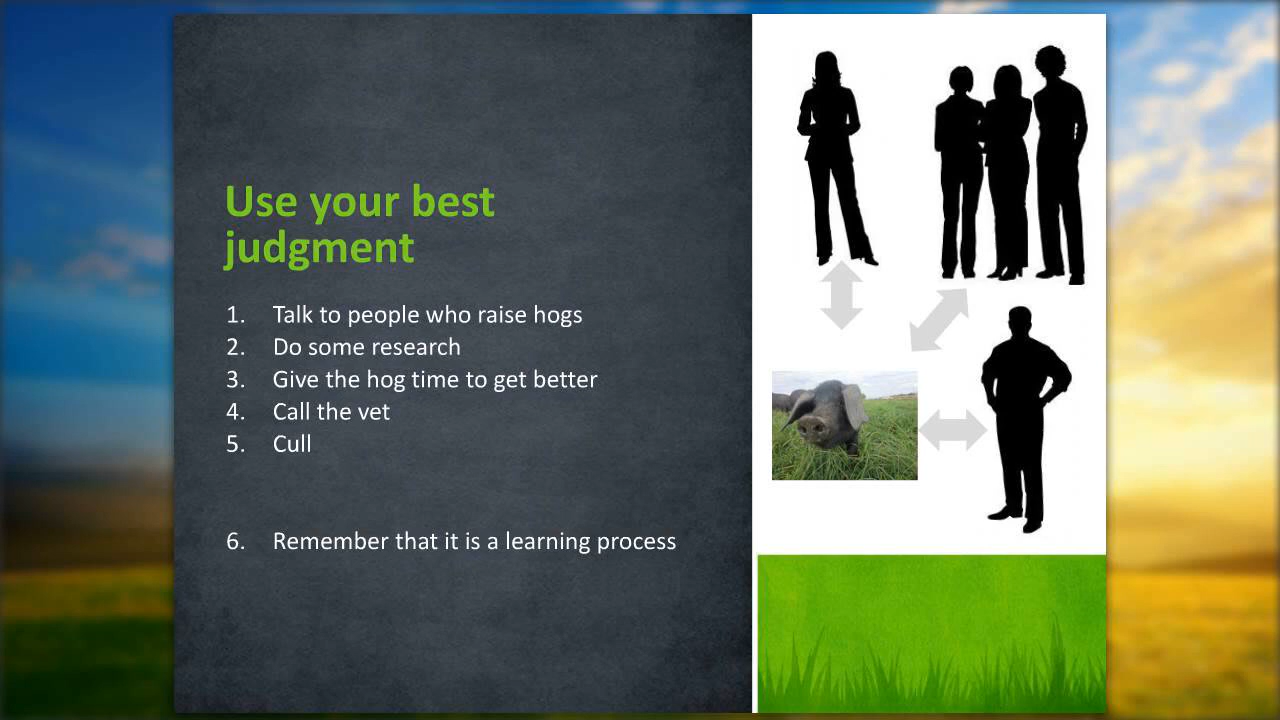 Use your best
judgment
1. Talk to people who raise hogs
2. Do some research
3. Give the hog time to get better
4. Call the vet
5. Cull
6. Remember that it is a learning process